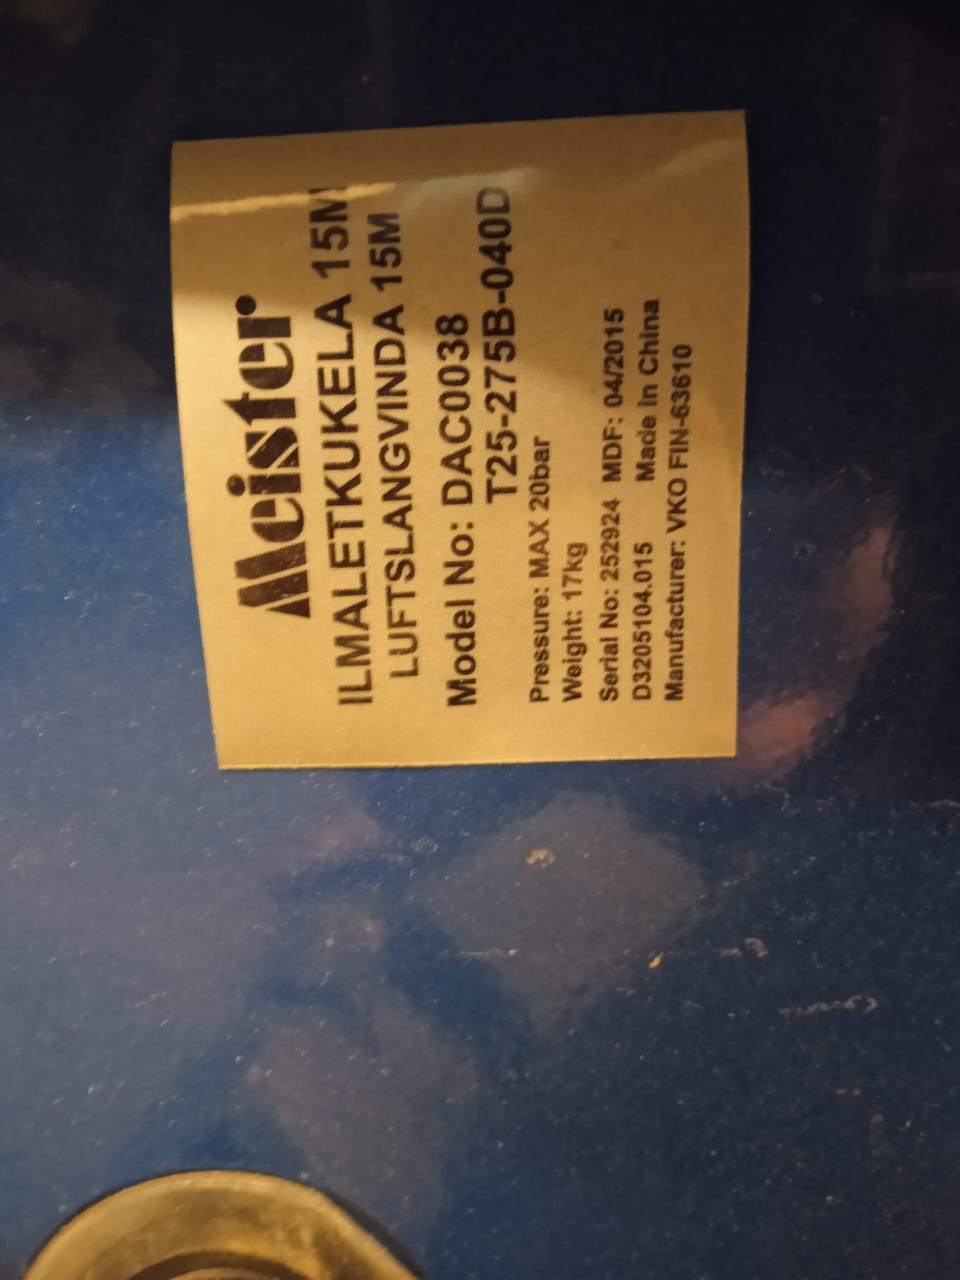 Meister
ILMALETKUKELA 15M
LUFTSLANGVINDA 15M
Model No: DAC0038
T25-275B-040D
Pressure: MAX 20bar
Weight: 17kg
Serial No: 252924 MDF: 04/2015
D3205104.015 Made in China
Manufacturer: VKO FIN-63610